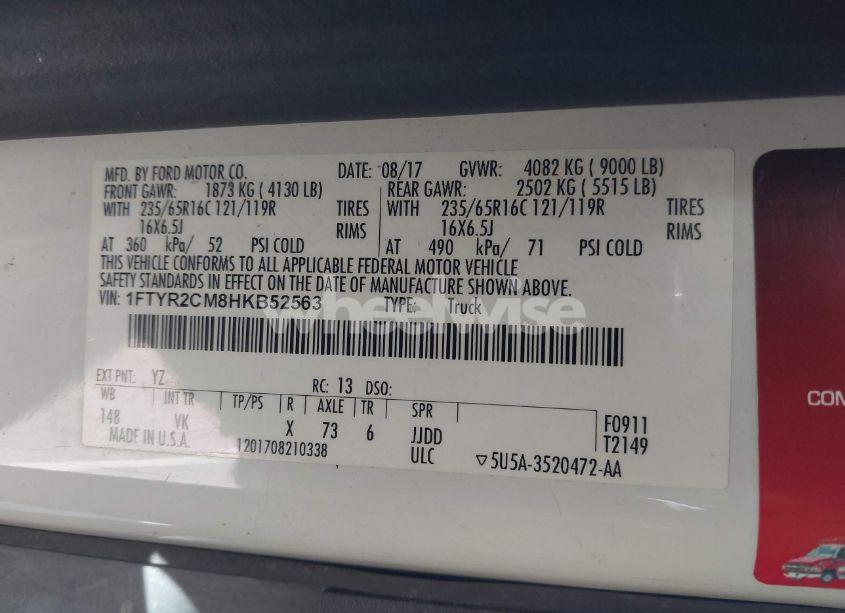 MFD. BY FORD MOTOR CO. DATE: 08/17 GVWR: 4082 KG ( 9000 LB)
FRONT GAWR: 1873 KG ( 4130 LB) REAR GAWR: 2502 KG ( 5515 LB)
WITH 235/65R16C 121/119R TIRES WITH 235/65R16C 121/119R TIRES
16X6.5J RIMS 16X6.5J RIMS
AT 360 kPa/ 52 PSI COLD AT 490 kPa/ 71 PSI COLD
THIS VEHICLE CONFORMS TO ALL APPLICABLE FEDERAL MOTOR VEHICLE
SAFETY STANDARDS IN EFFECT ON THE DATE OF MANUFACTURE SHOWN ABOVE.
VIN: 1FTYR2CM8HKB52563 TYPE: Truck
wheelwise
EXT PNT: YZ RC: 13 DSO:
WB INT TR TP/PS R AXLE TR SPR F0911
148 VK X 73 6 JJDD T2149
MADE IN U.S.A. 1201708210338 ULC ▽5U5A-3520472-AA
COM